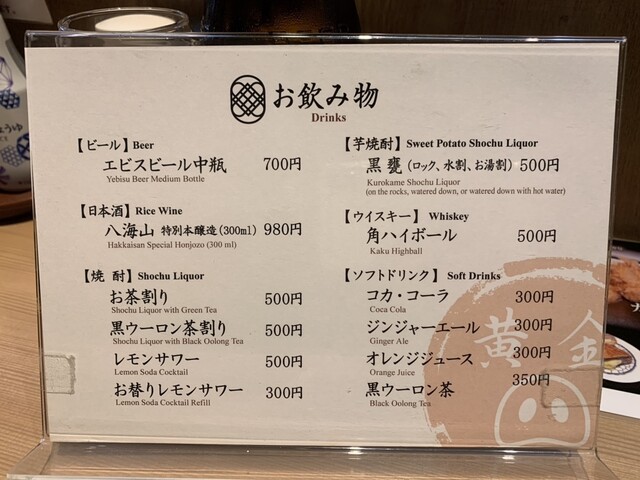 お飲み物
Drinks
【ビール】Beer
エビスビール中瓶 700円
Yebisu Beer Medium Bottle
【日本酒】Rice Wine
八海山 特別本醸造（300ml） 980円
Hakkaisan Special Honjozo (300 ml)
【焼 酎】Shochu Liquor
お茶割り 500円
Shochu Liquor with Green Tea
黒ウーロン茶割り 500円
Shochu Liquor with Black Oolong Tea
レモンサワー 500円
Lemon Soda Cocktail
お替りレモンサワー 300円
Lemon Soda Cocktail Refill
【芋焼酎】Sweet Potato Shochu Liquor
黒甕（ロック、水割、お湯割） 500円
Kurokame Shochu Liquor
(on the rocks, watered down, or watered down with hot water)
【ウイスキー】Whiskey
角ハイボール 500円
Kaku Highball
【ソフトドリンク】Soft Drinks
コカ・コーラ 300円
Coca Cola
ジンジャーエール 300円
Ginger Ale
オレンジジュース 300円
Orange Juice
黒ウーロン茶 350円
Black Oolong Tea
黄金